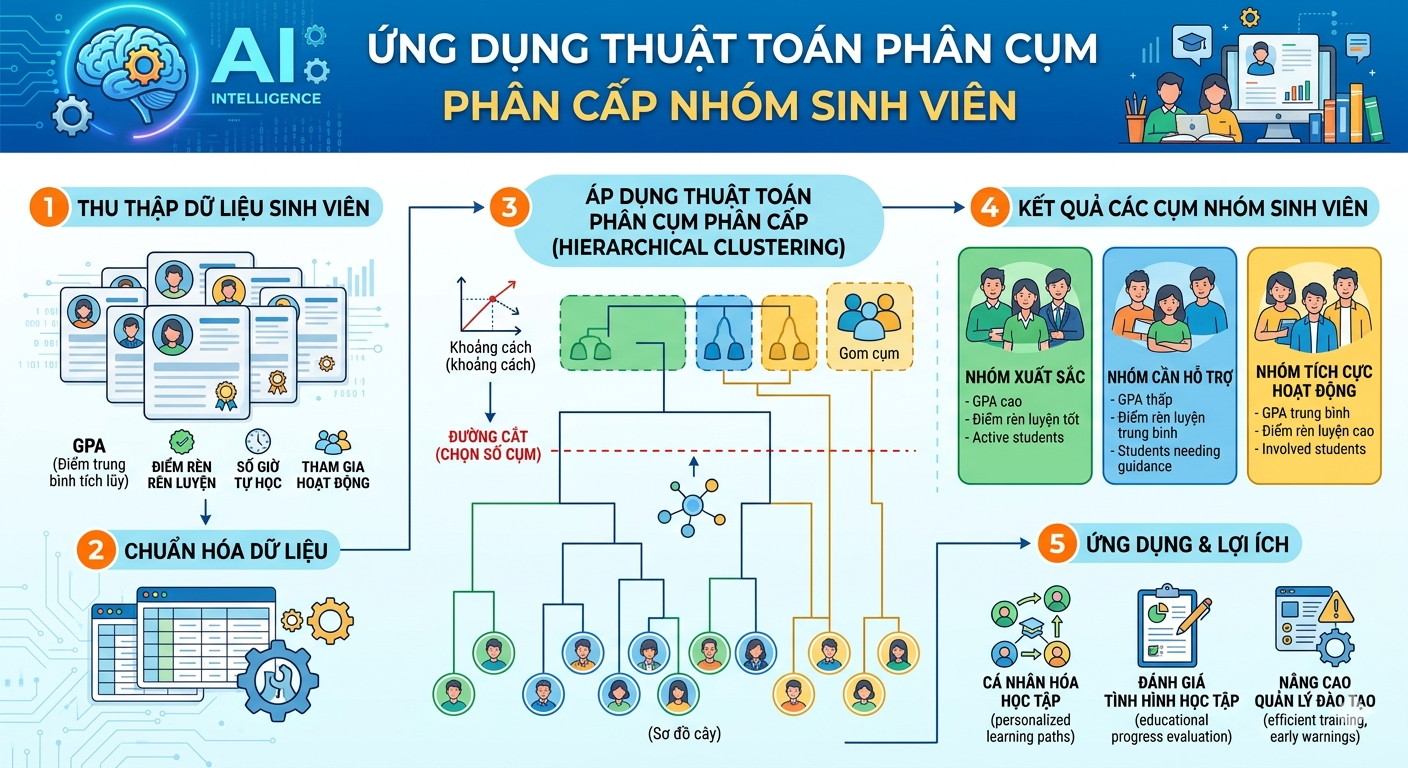 AI
INTELLIGENCE
ỨNG DỤNG THUẬT TOÁN PHÂN CỤM
PHÂN CẤP NHÓM SINH VIÊN
1 THU THẬP DỮ LIỆU SINH VIÊN
GPA
(Điểm trung
bình tích lũy)
ĐIỂM RÈN
RÈN LUYỆN
SỐ GIỜ
TỰ HỌC
THAM GIA
HOẠT ĐỘNG
2 CHUẨN HÓA DỮ LIỆU
3 ÁP DỤNG THUẬT TOÁN
PHÂN CỤM PHÂN CẤP
(HIERARCHICAL CLUSTERING)
Khoảng cách
(khoảng cách)
ĐƯỜNG CẮT
(CHỌN SỐ CỤM)
Gom cụm
(Sơ đồ cây)
4 KẾT QUẢ CÁC CỤM NHÓM SINH VIÊN
NHÓM XUẤT SẮC
- GPA cao
- Điểm rèn luyện tốt
- Active students
NHÓM CẦN HỖ TRỢ
- GPA thấp
- Điểm rèn luyện
trung bình
- Students needing
guidance
NHÓM TÍCH CỰC
HOẠT ĐỘNG
- GPA trung bình
- Điểm rèn luyện cao
- Involved students
5 ỨNG DỤNG & LỢI ÍCH
CÁ NHÂN HÓA
HỌC TẬP
(personalized
learning paths)
ĐÁNH GIÁ
TÌNH HÌNH HỌC TẬP
(educational
progress evaluation)
NÂNG CAO
QUẢN LÝ ĐÀO TẠO
(efficient training,
early warnings)